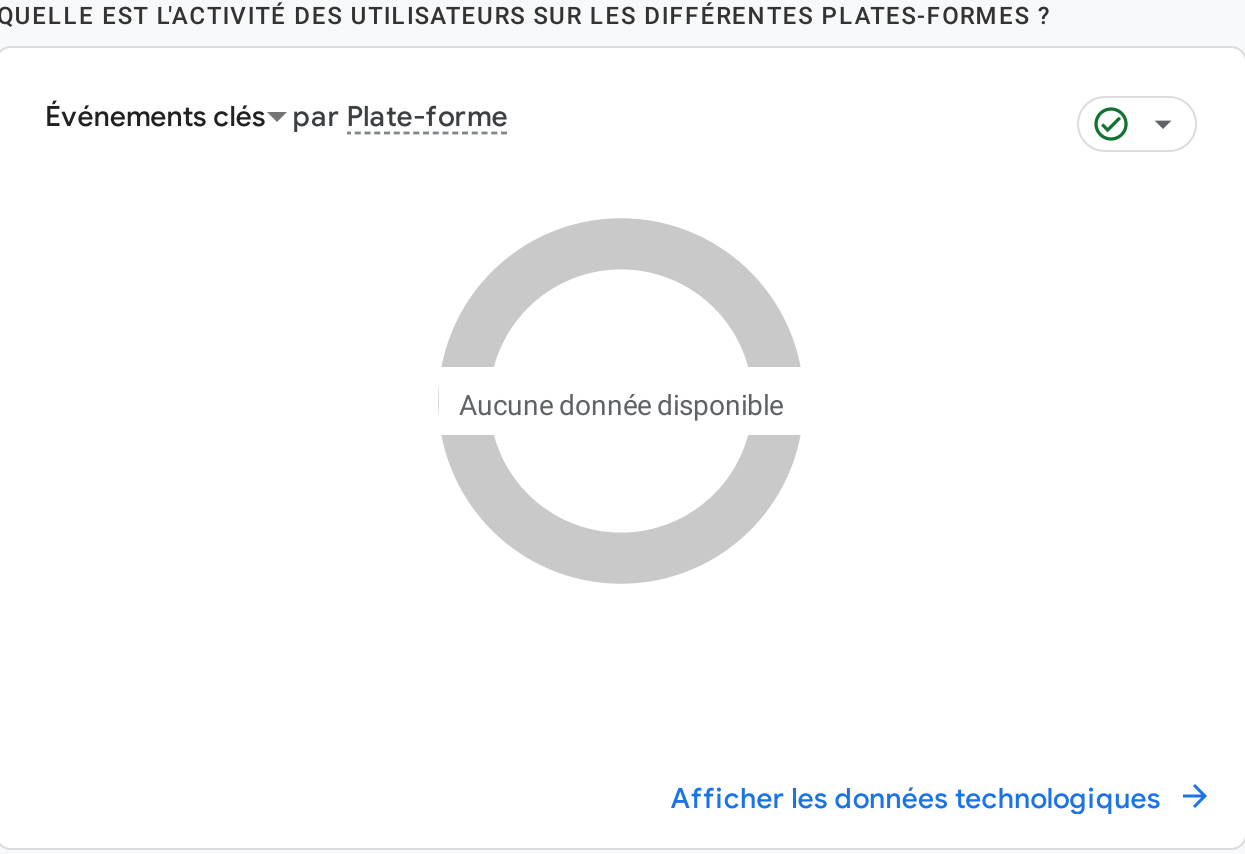 QUELLE EST L'ACTIVITÉ DES UTILISATEURS SUR LES DIFFÉRENTES PLATES-FORMES ?
Événements clés par Plate-forme
Aucune donnée disponible
Afficher les données technologiques